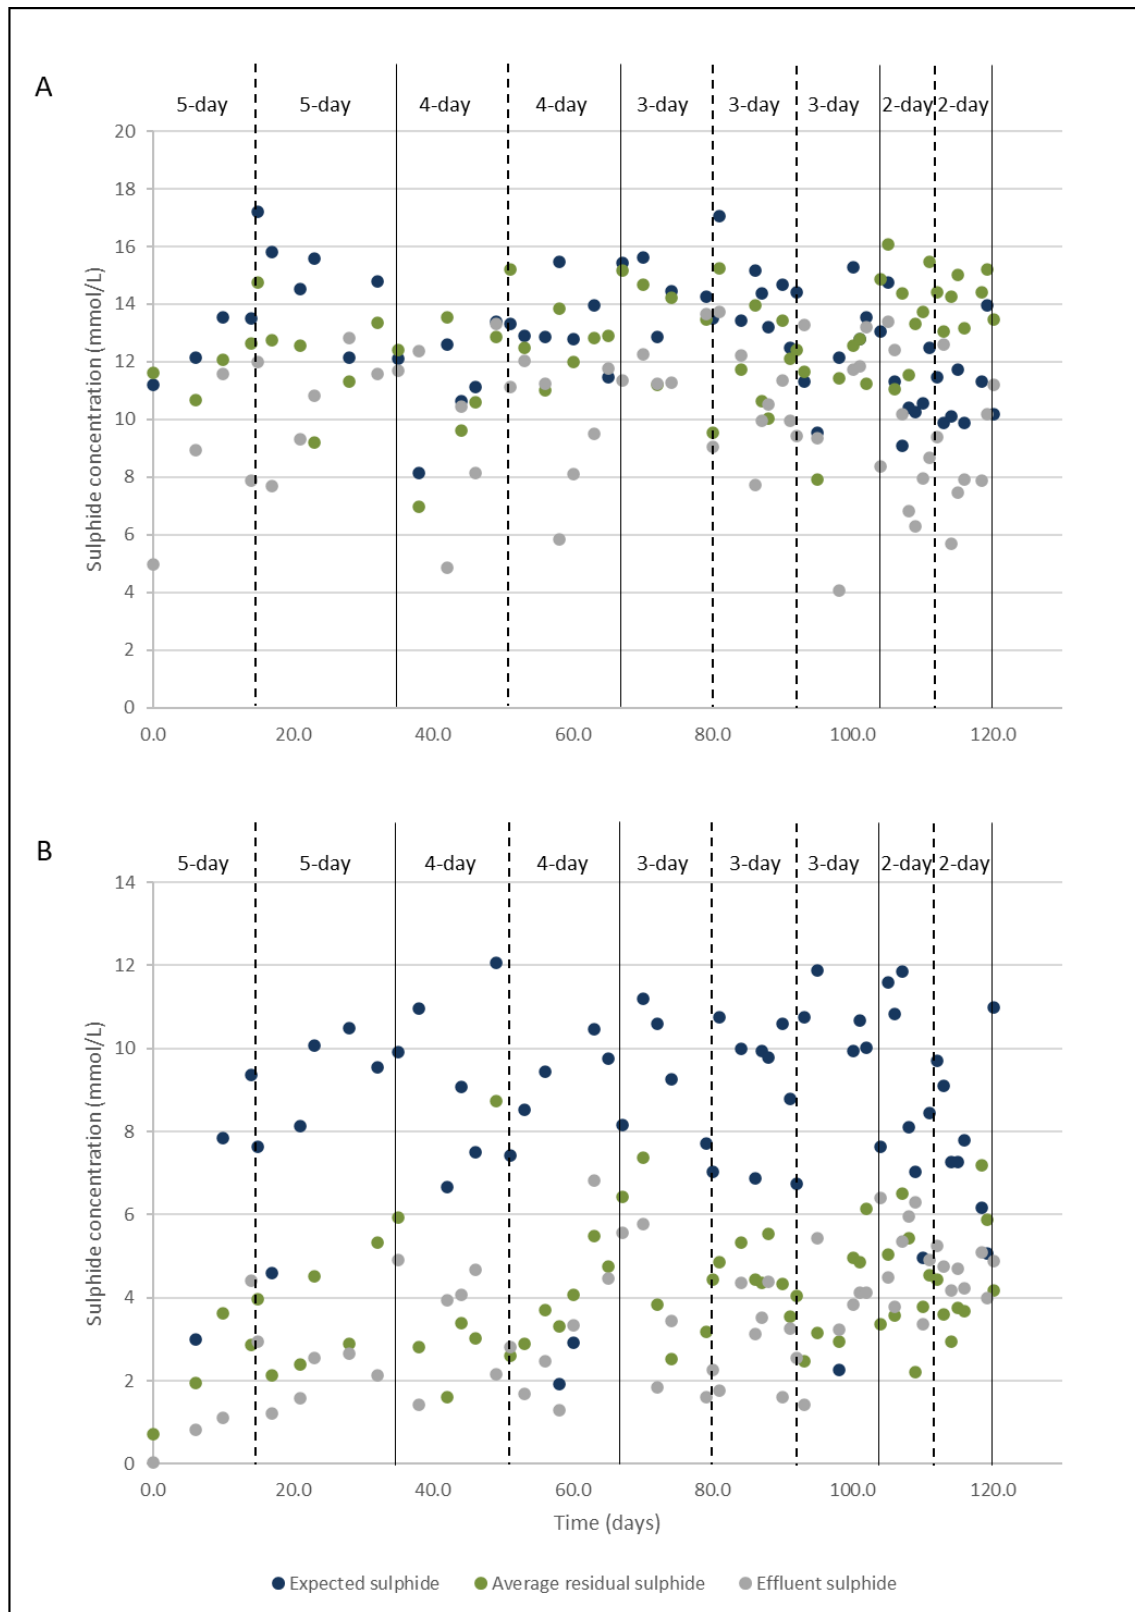 A
5-day 5-day 4-day 4-day 3-day 3-day 3-day 2-day 2-day
20
18
16
14
12
10
8
6
4
2
0
Sulphide concentration (mmol/L)
0.0 20.0 40.0 60.0 80.0 100.0 120.0
B
5-day 5-day 4-day 4-day 3-day 3-day 3-day 2-day 2-day
14
12
10
8
6
4
2
0
Sulphide concentration (mmol/L)
0.0 20.0 40.0 60.0 80.0 100.0 120.0
Time (days)
Expected sulphide Average residual sulphide Effluent sulphide